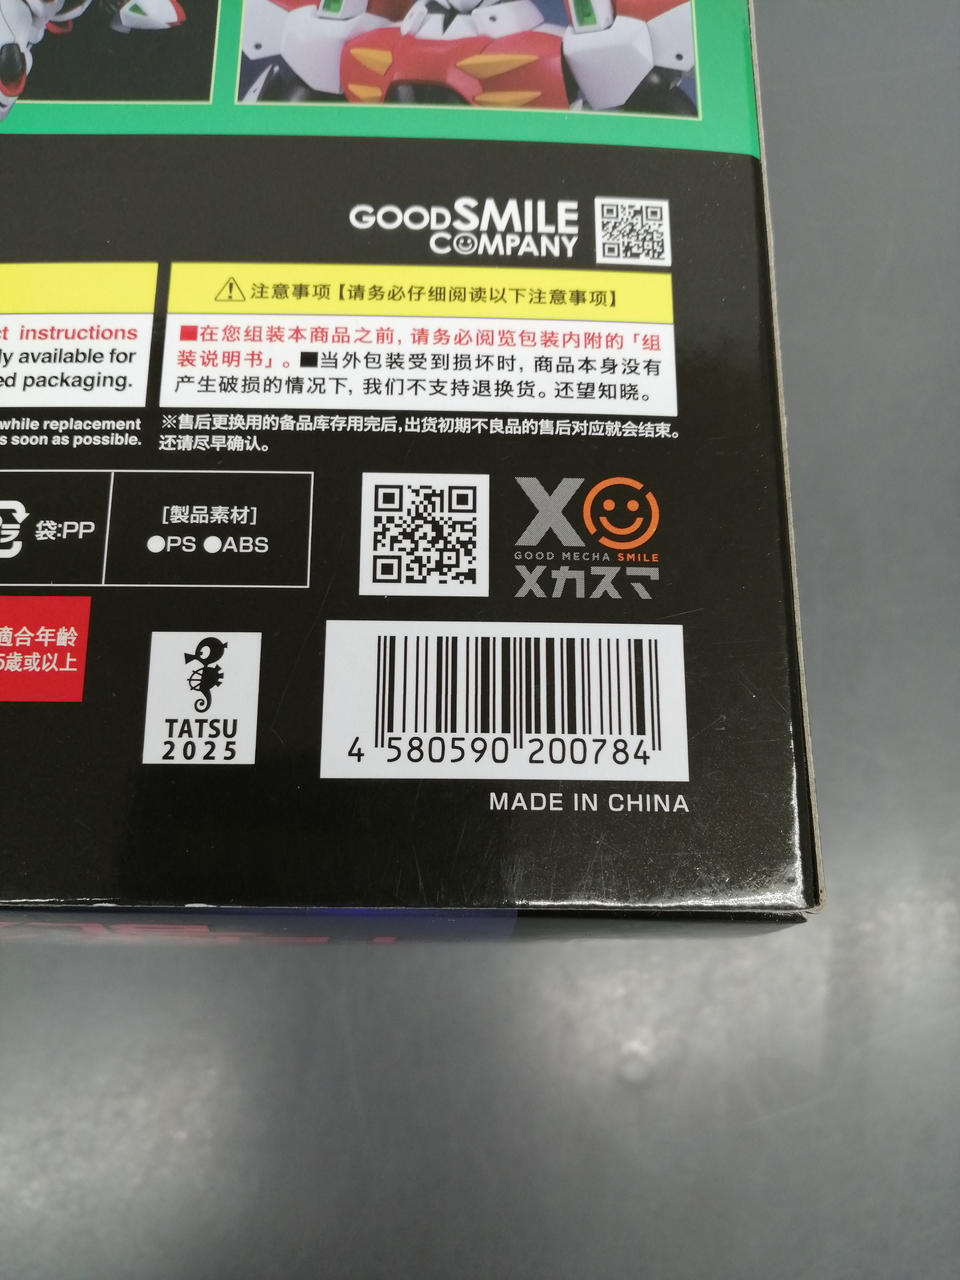 GOODSMILE
COMPANY
注意事项【请务必仔细阅读以下注意事项】
■在您组装本商品之前，请务必阅览包装内附的「组
装说明书」。■当外包装受到损坏时，商品本身没有
产生破损的情况下，我们不支持退换货。还望知晓。
instructions
available for
packaging.
while replacement
s soon as possible.
※售后更换用的备品库存用完后，出货初期不良品的售后对应就会结束。
还请尽早确认。
プラ
袋:PP
[製品素材]
●PS ●ABS
GOOD MECHA SMILE
メカスマ
適合年齡
5歲或以上
TATSU
2025
4 580590 200784
MADE IN CHINA